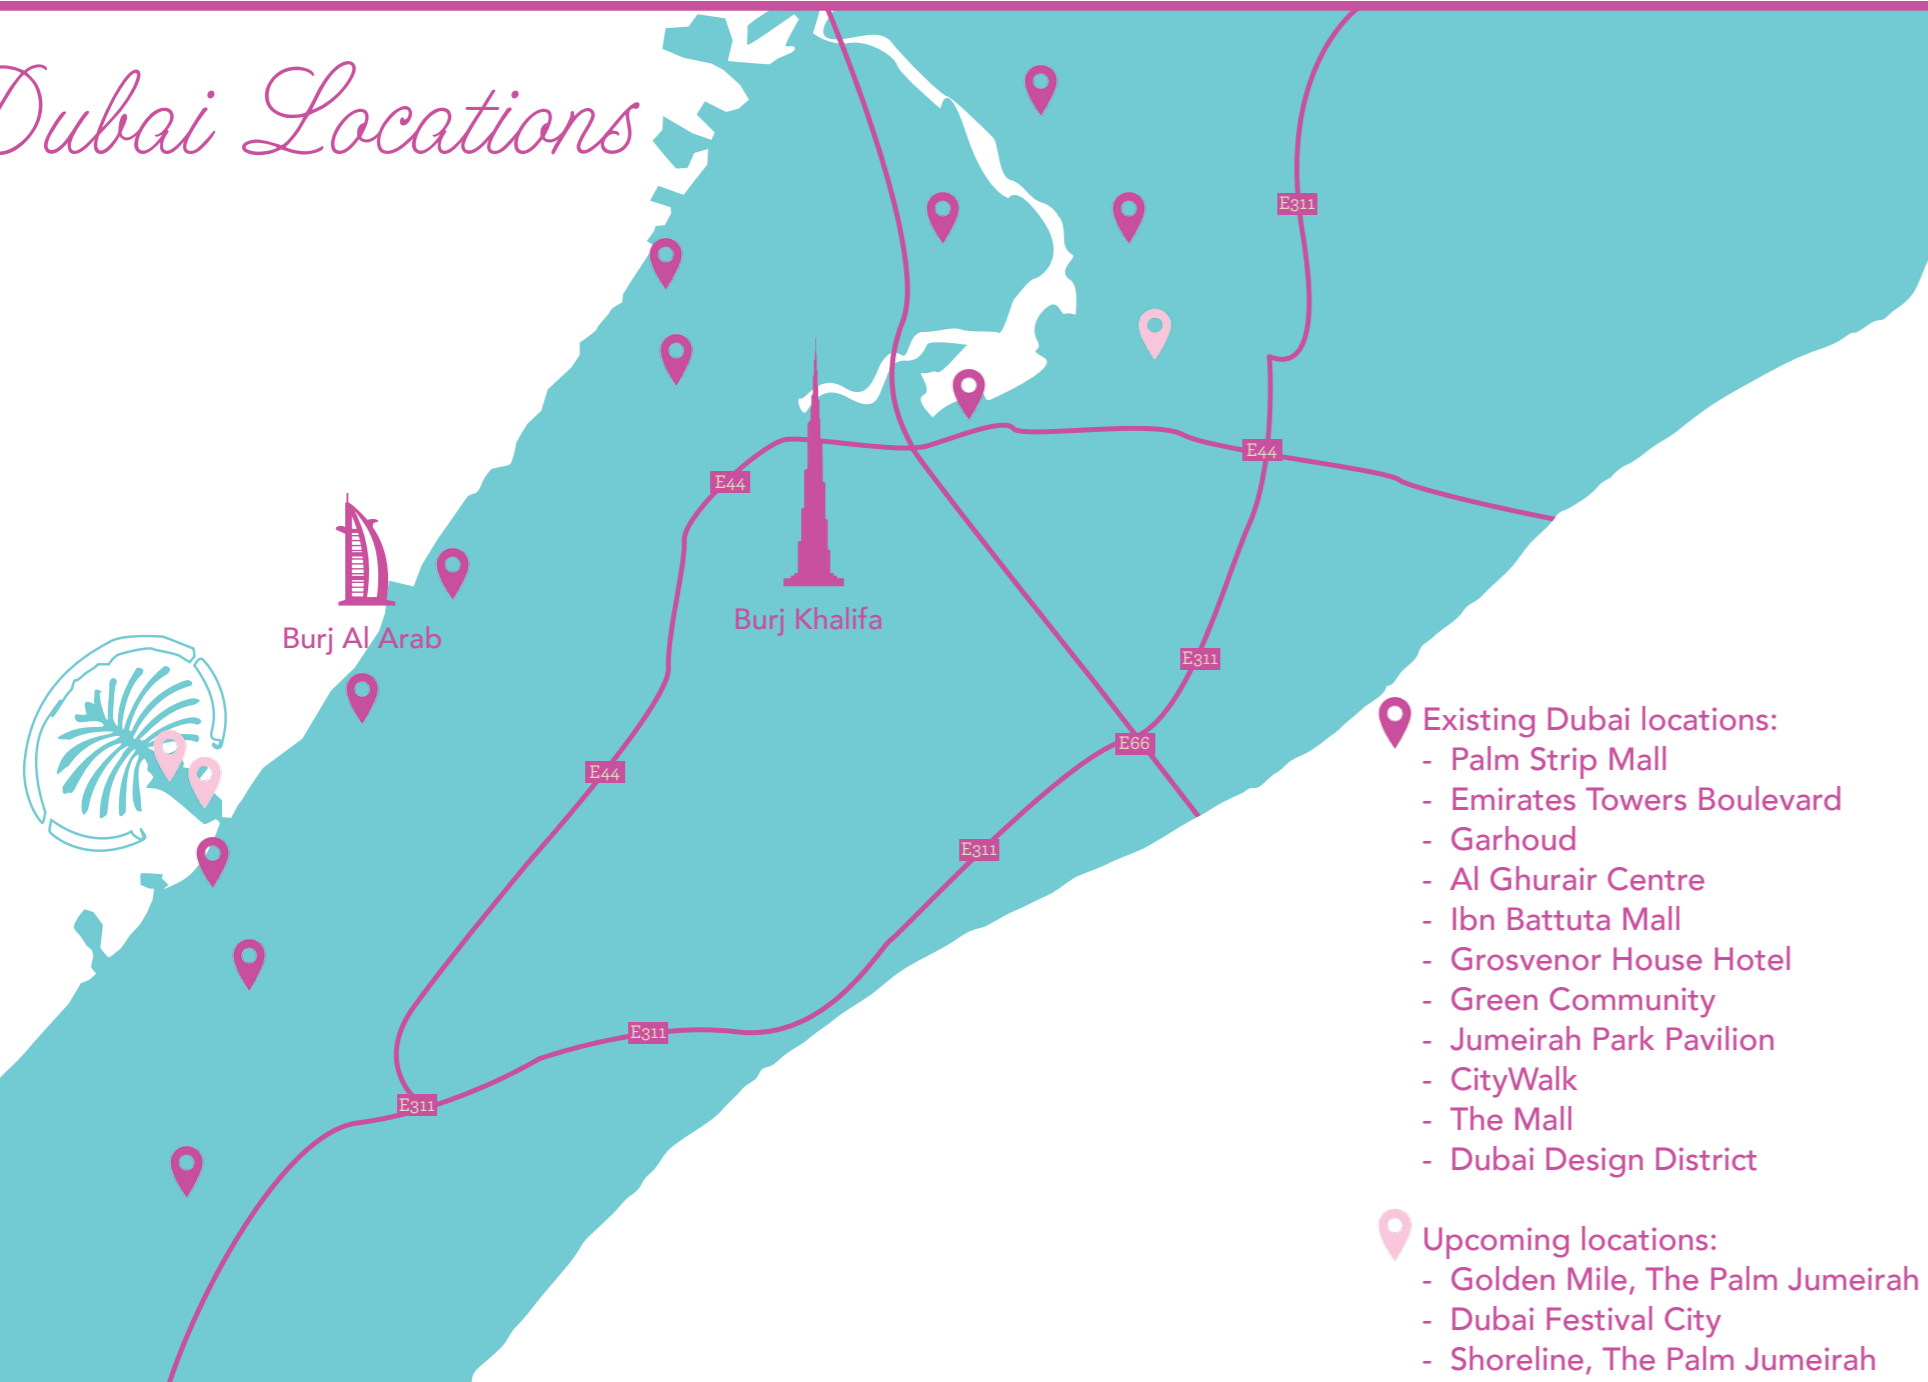 Dubai Locations
E311
E44
E44
Burj Khalifa
Burj Al Arab
E311
E66
E44
E311
E311
E311
Existing Dubai locations:
- Palm Strip Mall
- Emirates Towers Boulevard
- Garhoud
- Al Ghurair Centre
- Ibn Battuta Mall
- Grosvenor House Hotel
- Green Community
- Jumeirah Park Pavilion
- CityWalk
- The Mall
- Dubai Design District
Upcoming locations:
- Golden Mile, The Palm Jumeirah
- Dubai Festival City
- Shoreline, The Palm Jumeirah